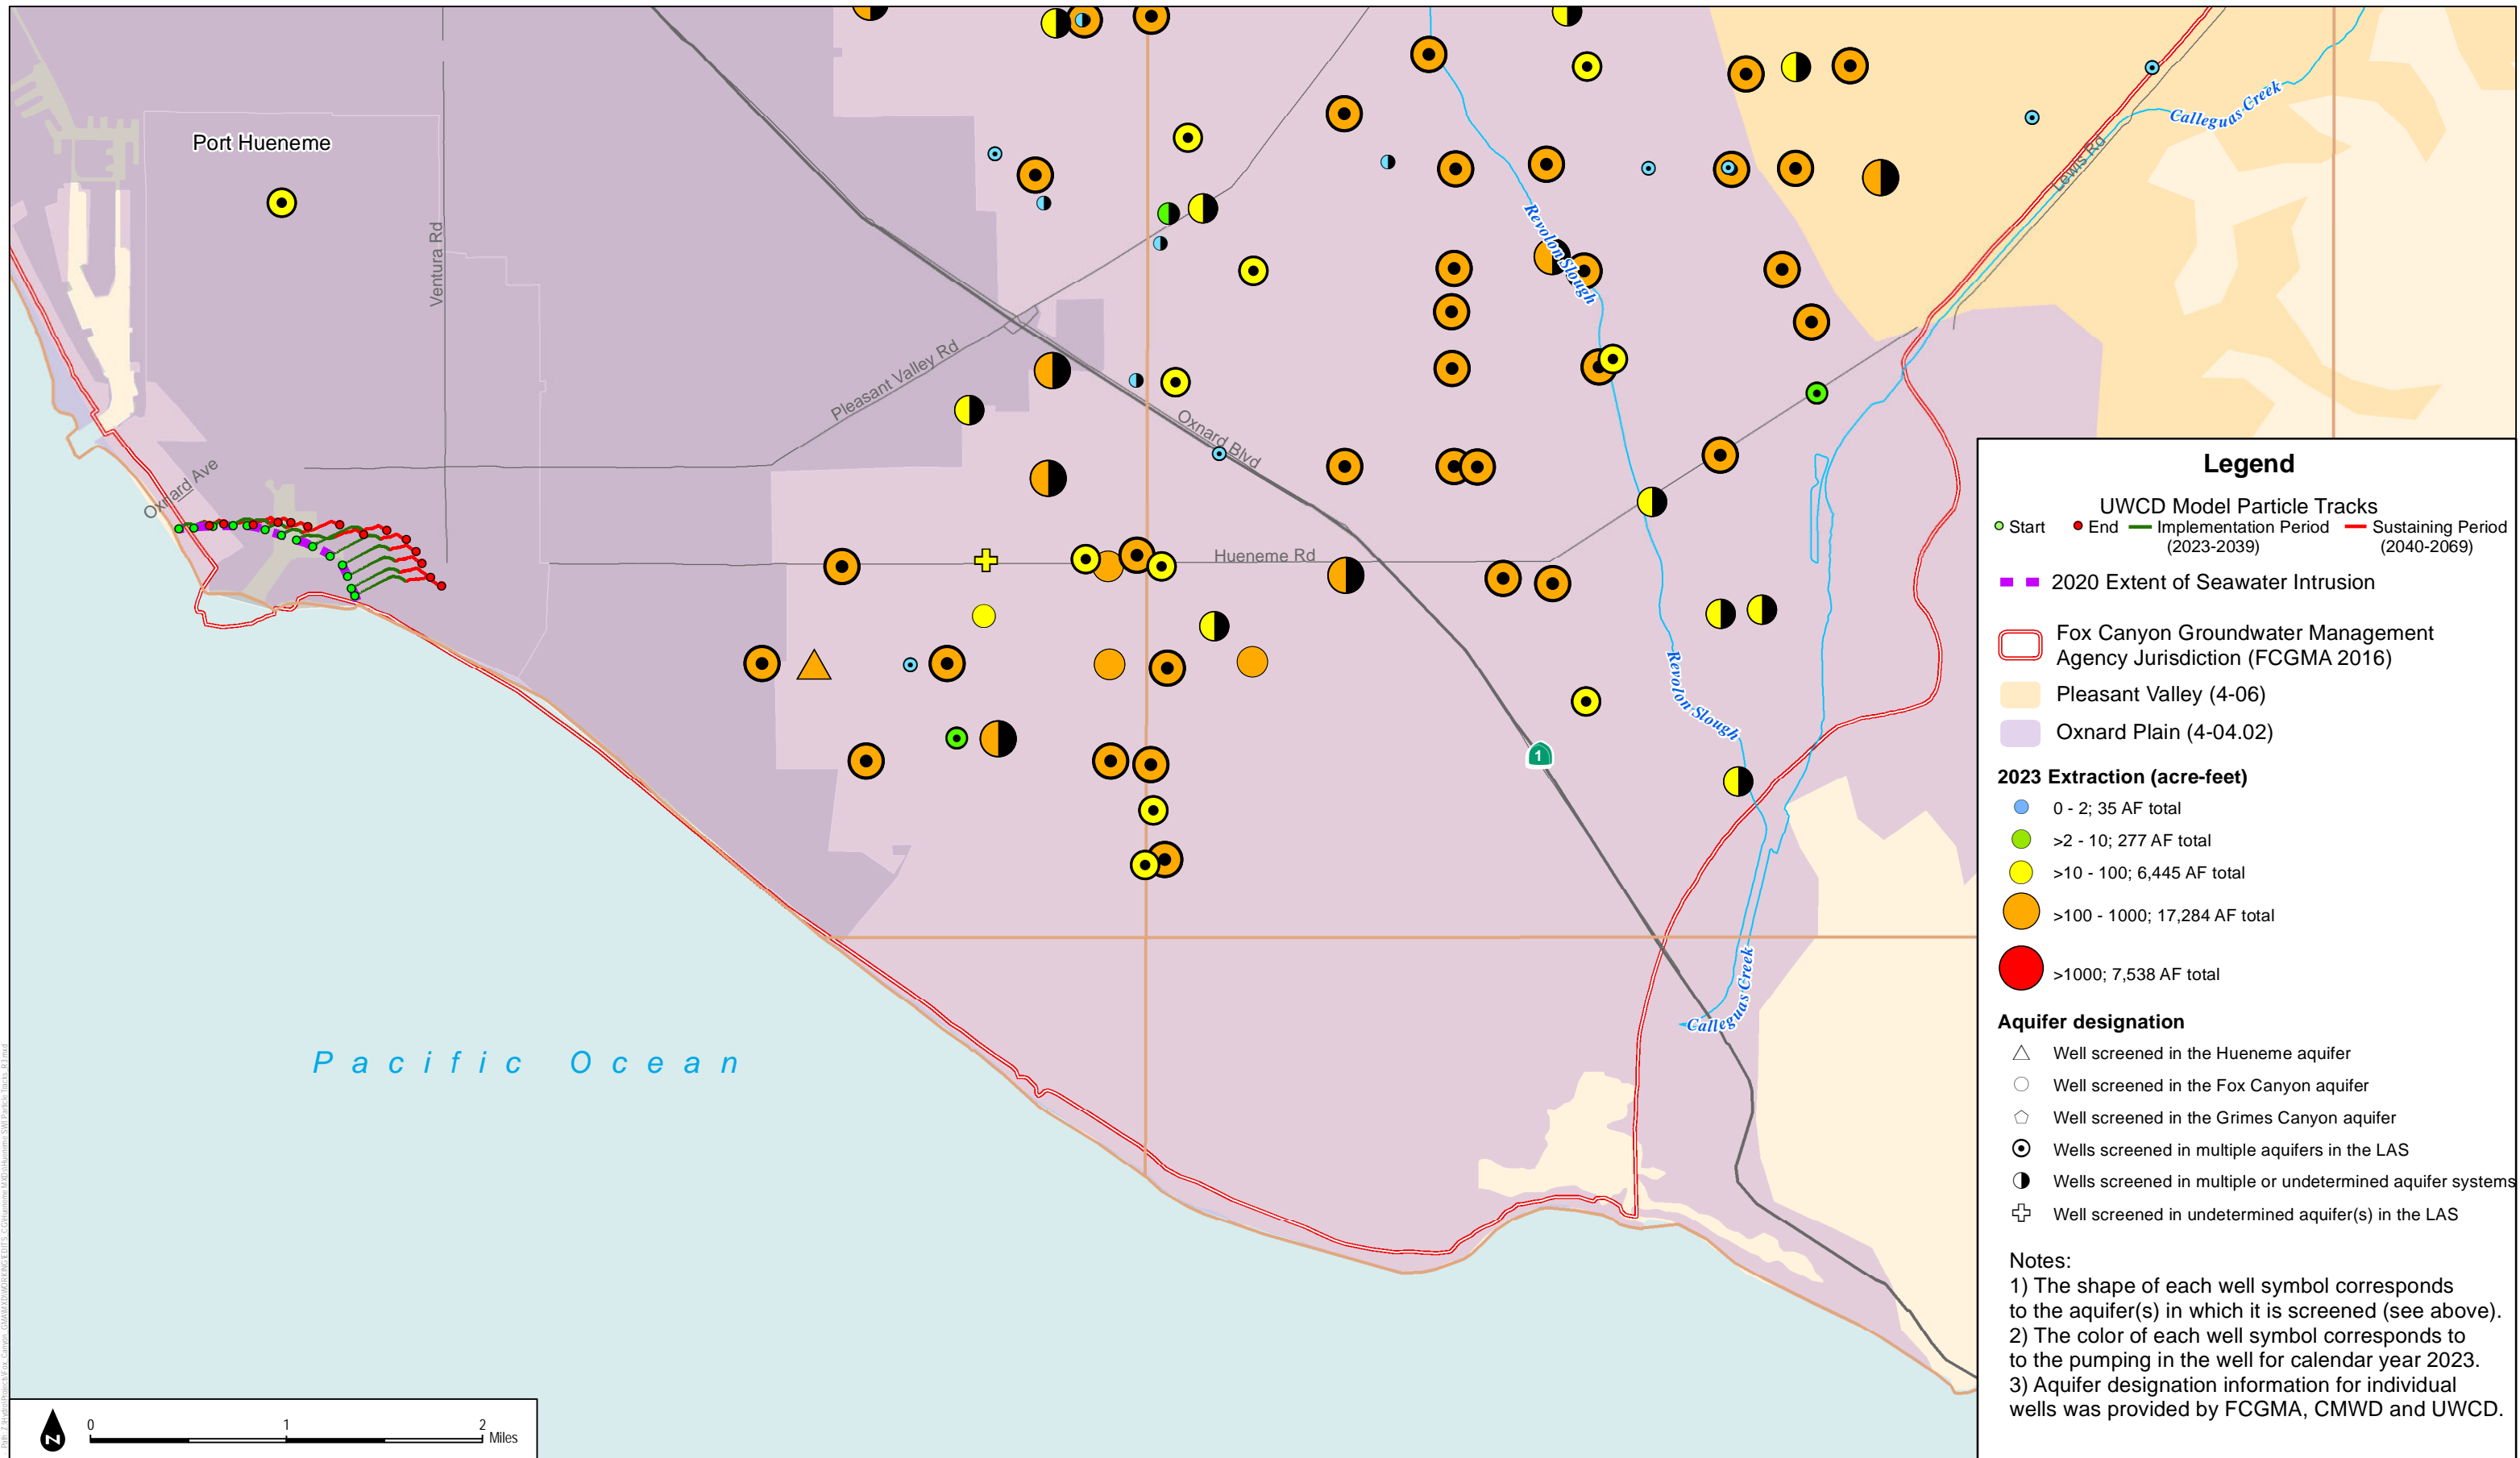 Port Hueneme
Ventura Rd
Oxnard Ave
Pleasant Valley Rd
Oxnard Blvd
Hueneme Rd
Revolon Slough
Revolon Slough
Calleguas Creek
Lewis Rd
1
Calleguas Creek
Pacific Ocean
N
0 1 2
Miles
Legend
UWCD Model Particle Tracks
Start End Implementation Period Sustaining Period
(2023-2039) (2040-2069)
2020 Extent of Seawater Intrusion
Fox Canyon Groundwater Management
Agency Jurisdiction (FCGMA 2016)
Pleasant Valley (4-06)
Oxnard Plain (4-04.02)
2023 Extraction (acre-feet)
0 - 2; 35 AF total
>2 - 10; 277 AF total
>10 - 100; 6,445 AF total
>100 - 1000; 17,284 AF total
>1000; 7,538 AF total
Aquifer designation
Well screened in the Hueneme aquifer
Well screened in the Fox Canyon aquifer
Well screened in the Grimes Canyon aquifer
Wells screened in multiple aquifers in the LAS
Wells screened in multiple or undetermined aquifer systems
Well screened in undetermined aquifer(s) in the LAS
Notes:
1) The shape of each well symbol corresponds
to the aquifer(s) in which it is screened (see above).
2) The color of each well symbol corresponds to
to the pumping in the well for calendar year 2023.
3) Aquifer designation information for individual
wells was provided by FCGMA, CMWD and UWCD.